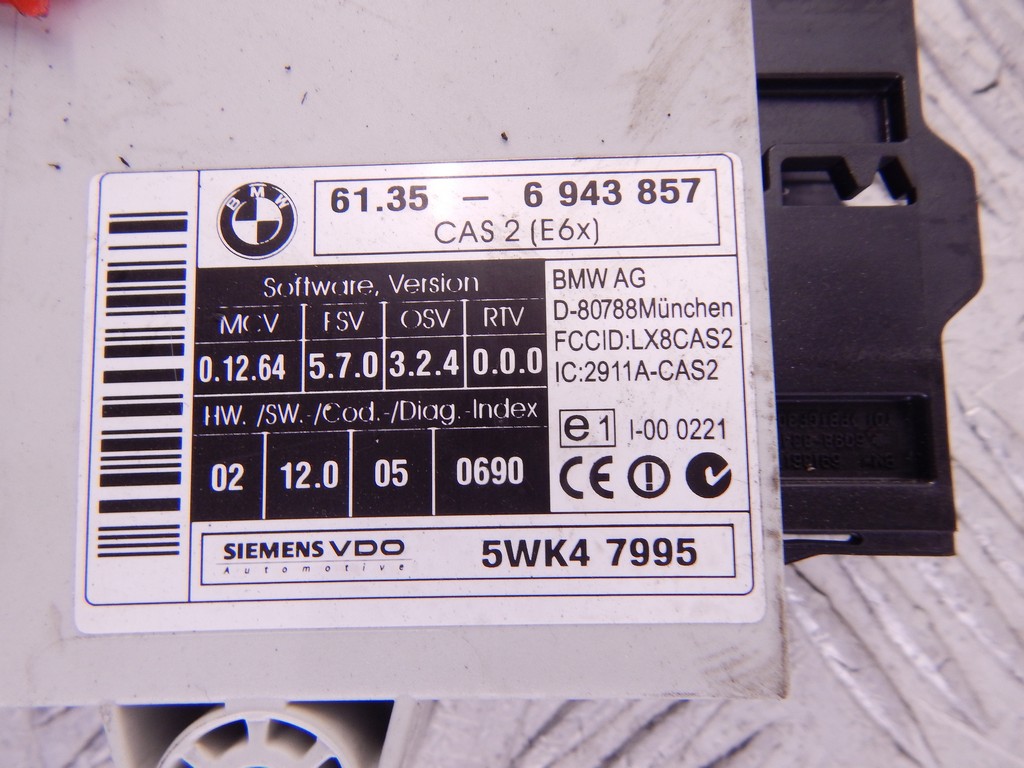 BMW
61.35 – 6 943 857
CAS 2 (E6x)
Software, Version
MCV FSV OSV RTV
0.12.64 5.7.0 3.2.4 0.0.0
HW. /SW.-/Cod.-/Diag.-Index
02 12.0 05 0690
BMW AG
D-80788München
FCCID:LX8CAS2
IC:2911A-CAS2
e1 I-00 0221
CE
SIEMENS VDO
Automotive
5WK4 7995